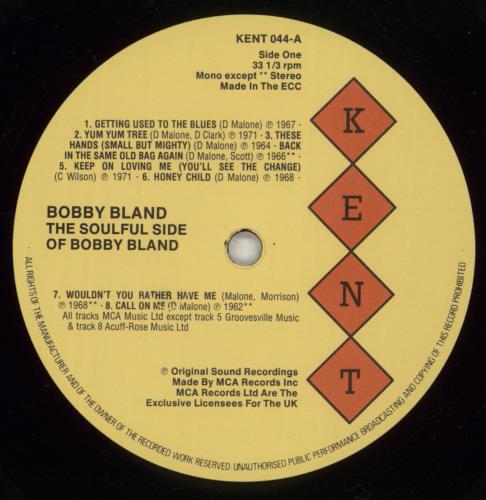 KENT 044-A
Side One
33 1/3 rpm
Mono except ** Stereo
Made In The ECC
1. GETTING USED TO THE BLUES (D Malone) ℗ 1967 ·
2. YUM YUM TREE (D Malone, D Clark) ℗ 1971 · 3. THESE
HANDS (SMALL BUT MIGHTY) (D Malone) ℗ 1964 · BACK
IN THE SAME OLD BAG AGAIN (D Malone, Scott) ℗ 1966** ·
5. KEEP ON LOVING ME (YOU'LL SEE THE CHANGE)
(C Wilson) ℗ 1971 · 6. HONEY CHILD (D Malone) ℗ 1968 ·
BOBBY BLAND
THE SOULFUL SIDE
OF BOBBY BLAND
7. WOULDN'T YOU RATHER HAVE ME (Malone, Morrison)
℗ 1968** · 8. CALL ON ME (D Malone) ℗ 1962**
All tracks MCA Music Ltd except track 5 Groovesville Music
& track 8 Acuff-Rose Music Ltd
℗ Original Sound Recordings
Made By MCA Records Inc
MCA Records Ltd Are The
Exclusive Licensees For The UK
K
E
N
T
ALL RIGHTS OF THE MANUFACTURER AND OF THE OWNER OF THE RECORDED WORK RESERVED. UNAUTHORISED PUBLIC PERFORMANCE BROADCASTING AND COPYING OF THIS RECORD PROHIBITED